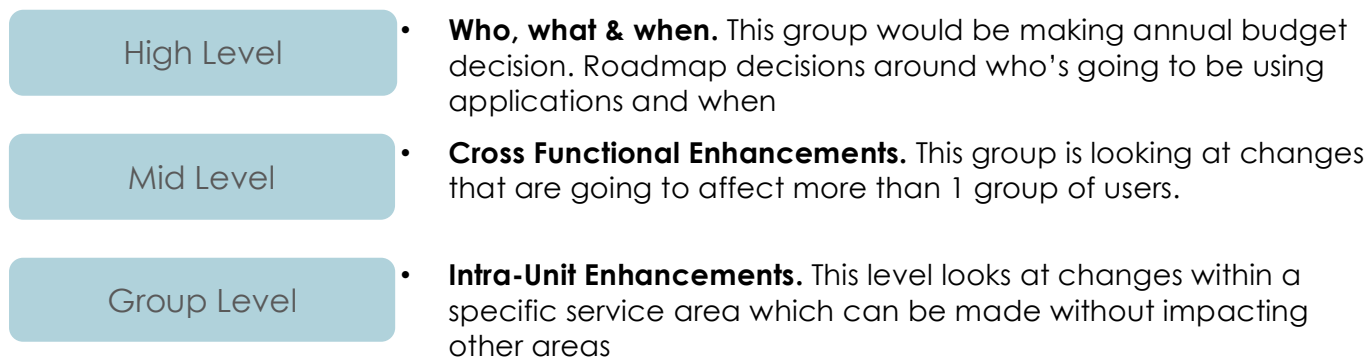 High Level
• Who, what & when. This group would be making annual budget
decision. Roadmap decisions around who’s going to be using
applications and when
Mid Level
• Cross Functional Enhancements. This group is looking at changes
that are going to affect more than 1 group of users.
Group Level
• Intra-Unit Enhancements. This level looks at changes within a
specific service area which can be made without impacting
other areas